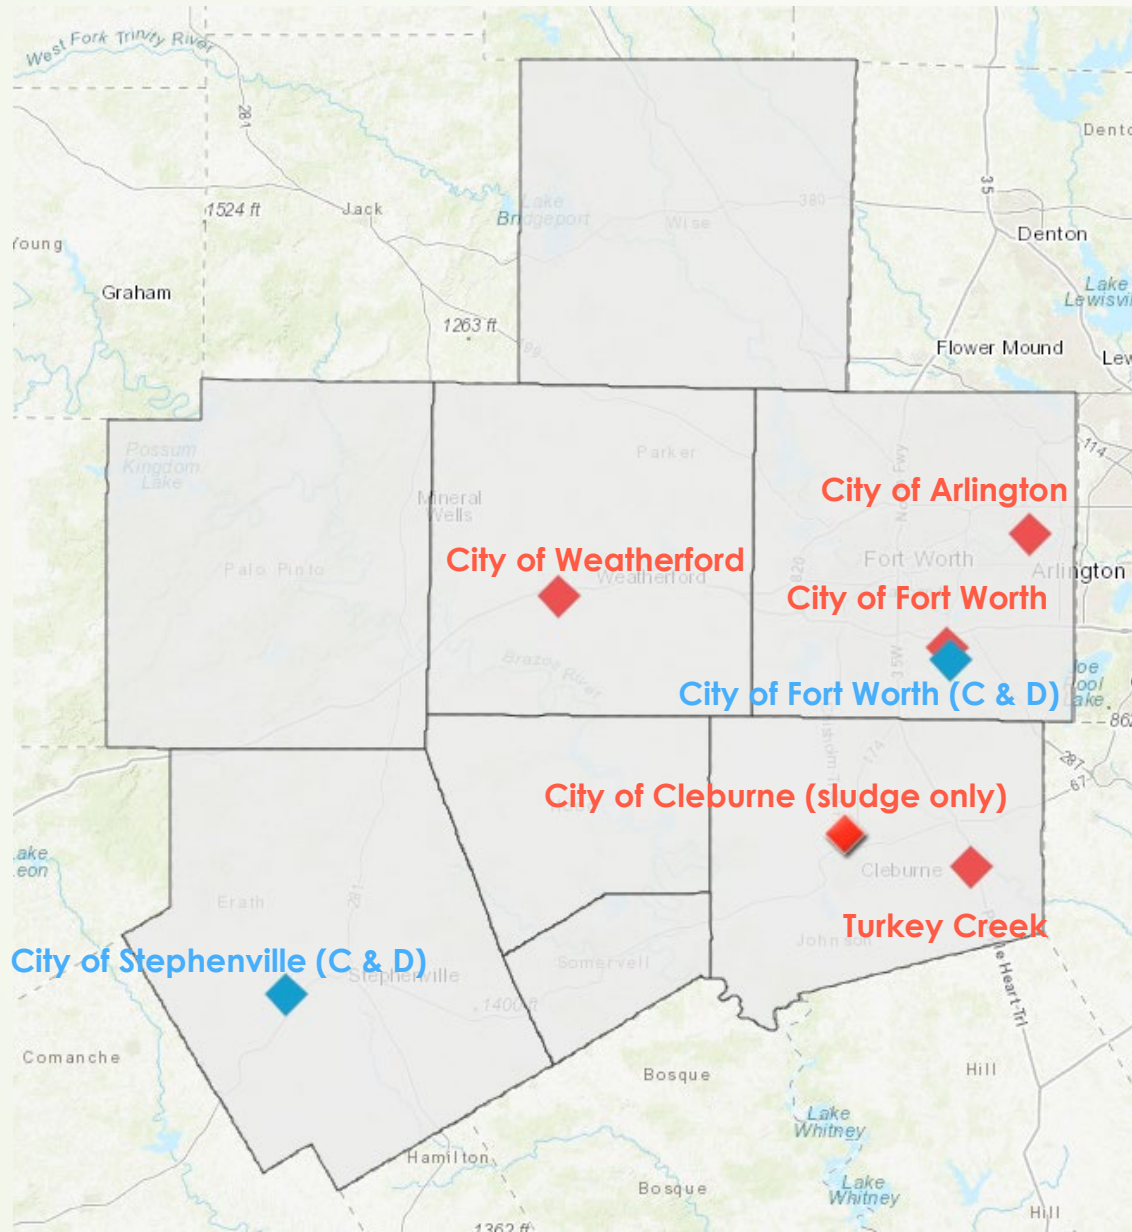 West Fork Trinity River
281
Dento
35
1524 ft
Jack
Lake
Bridgeport
380
Wise
Young
Denton
Graham
Lake
Lewisvil
1263 ft
Flower Mound
Lew
114
Possum
Kingdom
Lake
Parker
City of Arlington
Mineral
Wells
City of Weatherford
Fort Worth
Palo Pinto
Weatherford
820
Arlington
City of Fort Worth
Brazos River
35W
Joe
Pool
Lake
City of Fort Worth (C & D)
862
174
287
67
City of Cleburne (sludge only)
Lake
Leon
Cleburne
Erath
281
Turkey Creek
Johnson
City of Stephenville (C & D)
Somervell
Stephenville
1400 ft
Comanche
Bosque
Hill
Lake
Whitney
Hamilton
Bosque
Lake
Whitney
Hill
1362 ft